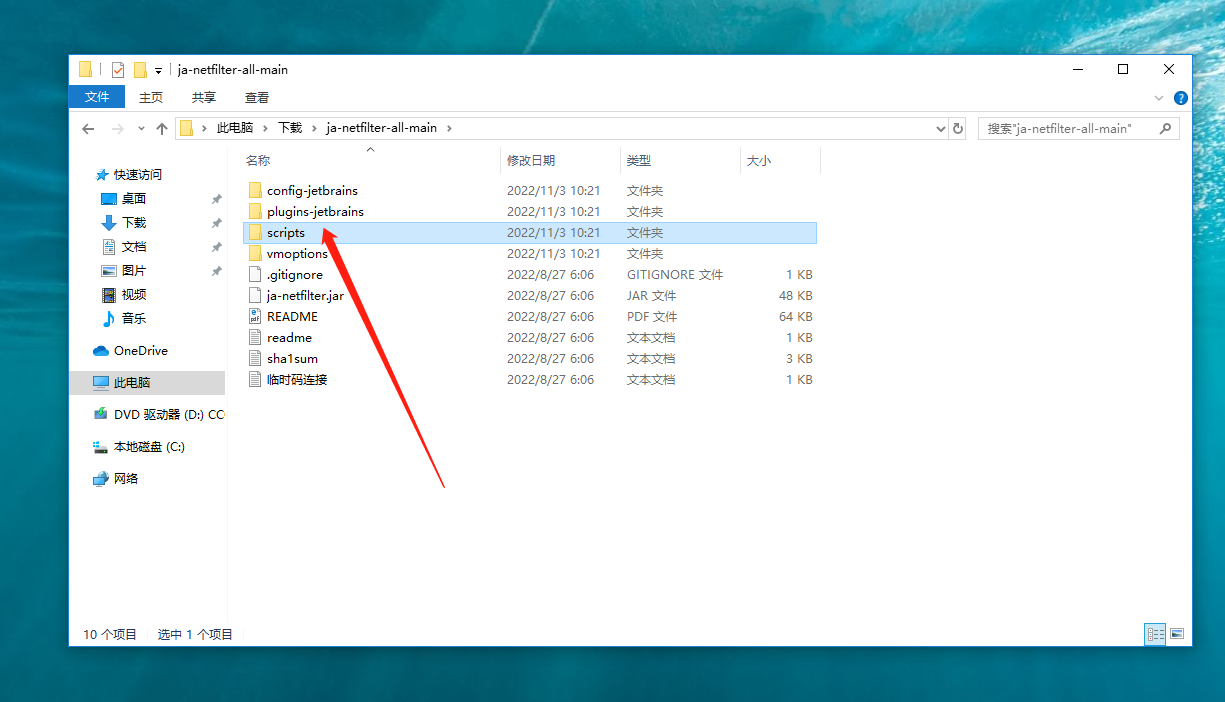 ja-netfilter-all-main
文件 主页 共享 查看
此电脑 下载 ja-netfilter-all-main 搜索"ja-netfilter-all-main"
名称 修改日期 类型 大小
快速访问
桌面
下载
文档
图片
视频
音乐
OneDrive
此电脑
DVD 驱动器 (D:) CC
本地磁盘 (C:)
网络
config-jetbrains 2022/11/3 10:21 文件夹
plugins-jetbrains 2022/11/3 10:21 文件夹
scripts 2022/11/3 10:21 文件夹
vmoptions 2022/11/3 10:21 文件夹
.gitignore 2022/8/27 6:06 GITIGNORE 文件 1 KB
ja-netfilter.jar 2022/8/27 6:06 JAR 文件 48 KB
README 2022/8/27 6:06 PDF 文件 64 KB
readme 2022/8/27 6:06 文本文档 1 KB
sha1sum 2022/8/27 6:06 文本文档 3 KB
临时码连接 2022/8/27 6:06 文本文档 1 KB
10 个项目 选中 1 个项目